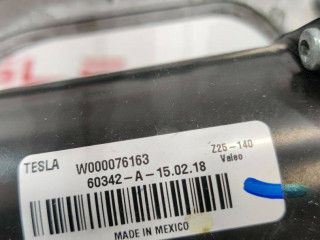 TESLA W000076163 Z25-140
60342-A-15.02.18 Valeo
MADE IN MEXICO